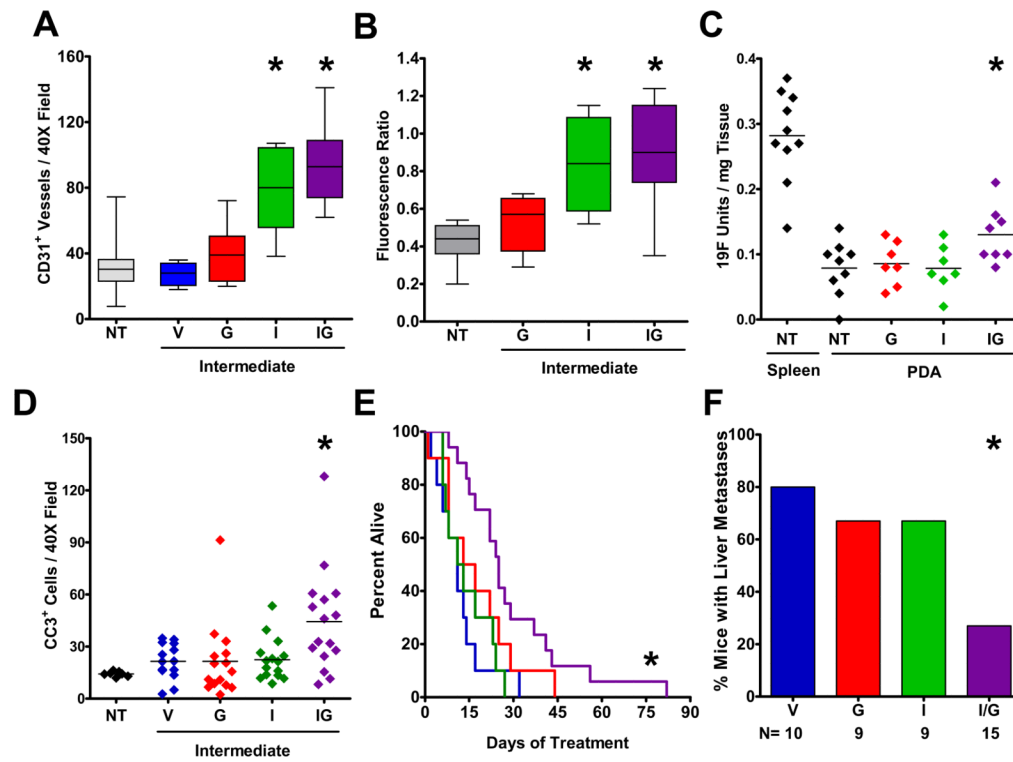 A
CD31+ Vessels / 40X Field
160
120
80
40
0
* *
NT V G I IG
Intermediate
B
Fluorescence Ratio
1.4
1.2
1.0
0.8
0.6
0.4
0.2
0.0
* *
NT G I IG
Intermediate
C
19F Units / mg Tissue
0.4
0.3
0.2
0.1
0.0
*
NT NT G I IG
Spleen PDA
D
CC3+ Cells / 40X Field
150
120
90
60
30
0
*
NT V G I IG
Intermediate
E
Percent Alive
100
80
60
40
20
0
*
0 15 30 45 60 75 90
Days of Treatment
F
% Mice with Liver Metastases
100
80
60
40
20
0
*
V G I I/G
N= 10 9 9 15